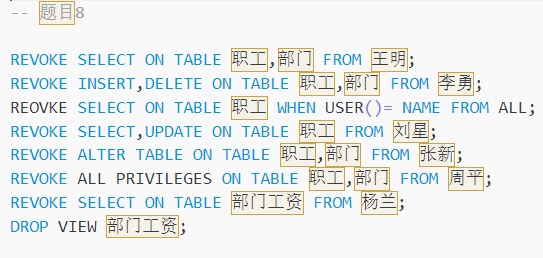 -- 题目8
REVOKE SELECT ON TABLE 职工,部门 FROM 王明;
REVOKE INSERT,DELETE ON TABLE 职工,部门 FROM 李勇;
REOVKE SELECT ON TABLE 职工 WHEN USER()= NAME FROM ALL;
REVOKE SELECT,UPDATE ON TABLE 职工 FROM 刘星;
REVOKE ALTER TABLE ON TABLE 职工,部门 FROM 张新;
REVOKE ALL PRIVILEGES ON TABLE 职工,部门 FROM 周平;
REVOKE SELECT ON TABLE 部门工资 FROM 杨兰;
DROP VIEW 部门工资;